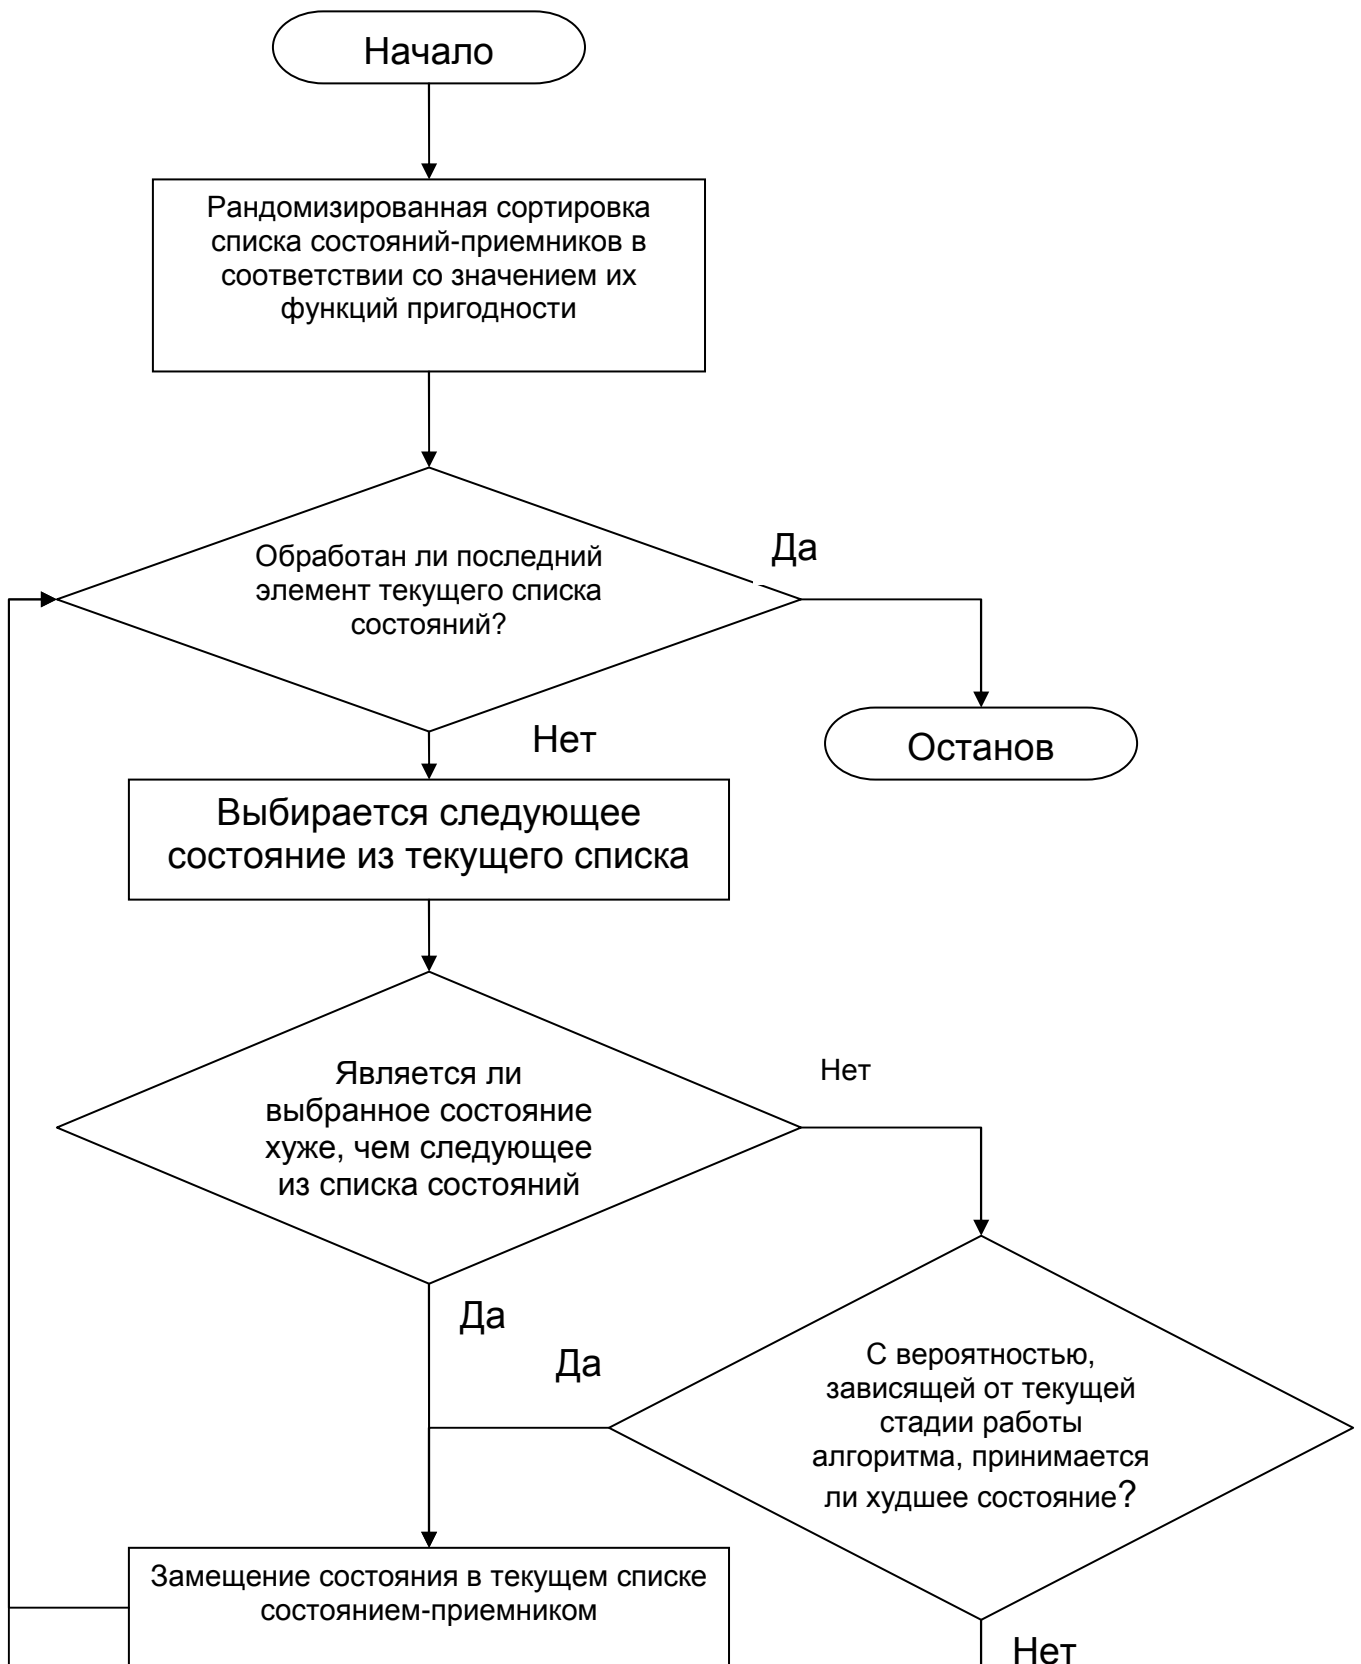 Начало
Рандомизированная сортировка
списка состояний-приемников в
соответствии со значением их
функций пригодности
Обработан ли последний
элемент текущего списка
состояний?
Да
Останов
Нет
Выбирается следующее
состояние из текущего списка
Является ли
выбранное состояние
хуже, чем следующее
из списка состояний
Нет
Да
Да
С вероятностью,
зависящей от текущей
стадии работы
алгоритма, принимается
ли худшее состояние?
Замещение состояния в текущем списке
состоянием-приемником
Нет